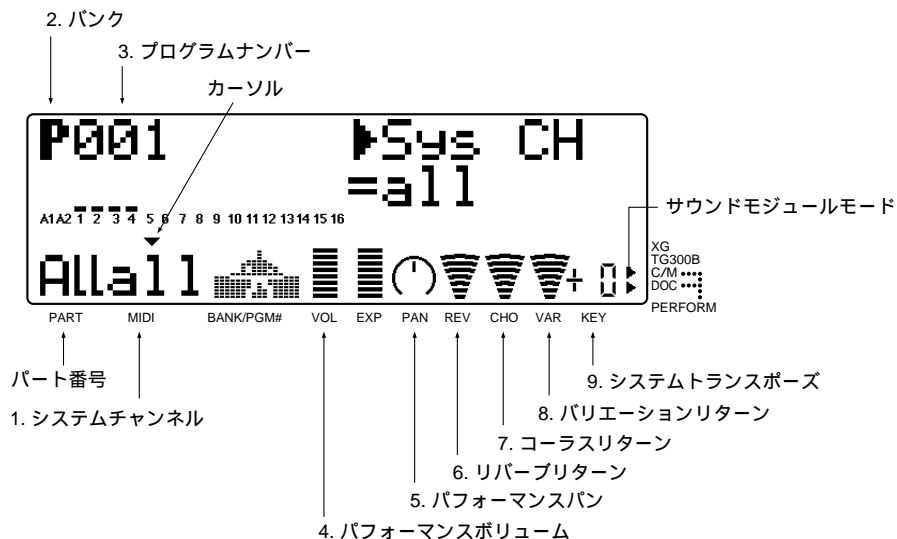 2. バンク
3. プログラムナンバー
カーソル
P001 ▶Sys CH
=all
A1 A2 1 2 3 4 5 6 7 8 9 10 11 12 13 14 15 16
サウンドモジュールモード
XG
TG300B
C/M
DOC
PERFORM
All all + 0
PART MIDI BANK/PGM# VOL EXP PAN REV CHO VAR KEY
パート番号
1. システムチャンネル
9. システムトランスポーズ
8. バリエーションリターン
7. コーラスリターン
6. リバーブリターン
5. パフォーマンスパン
4. パフォーマンスボリューム